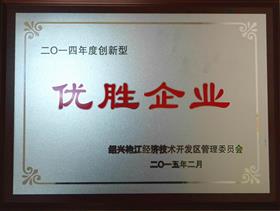 二〇一四年度创新型
优胜企业
绍兴袍江经济技术开发区管理委员会
二〇一五年二月